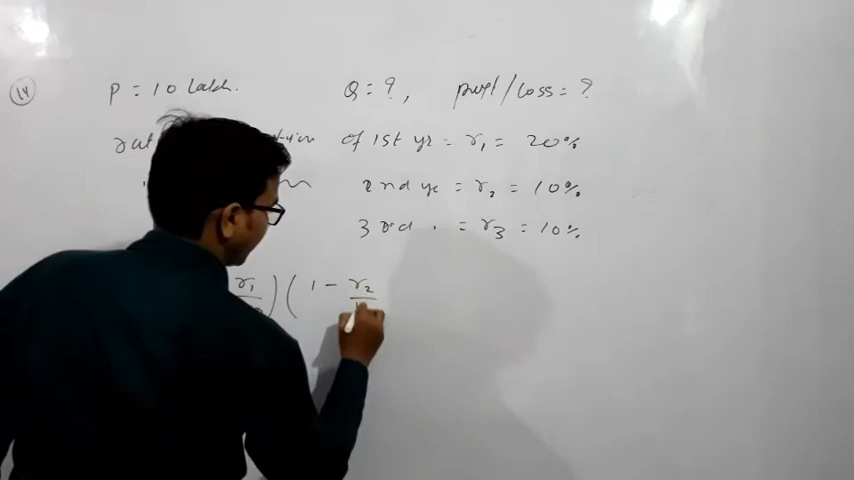 14 P = 10 Lakh. Q = ?, profit/loss = ?
of 1st yr = r₁ = 20%
2nd yr = r₂ = 10%
3rd . = r₃ = 10%
r₁ ) ( 1 - r₂